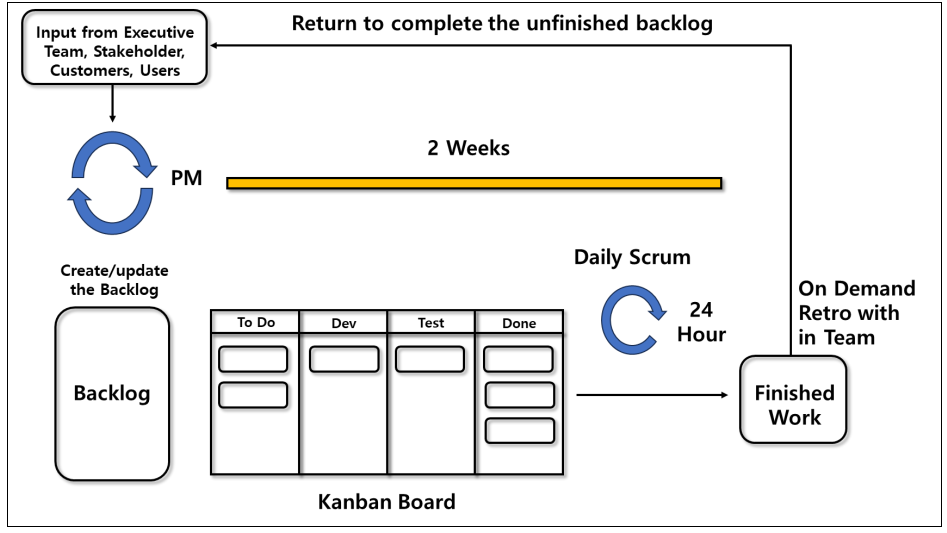 Return to complete the unfinished backlog
Input from Executive
Team, Stakeholder,
Customers, Users
2 Weeks
PM
Daily Scrum
24
Hour
Create/update
the Backlog
On Demand
Retro with
in Team
Backlog
To Do
Dev
Test
Done
Finished
Work
Kanban Board